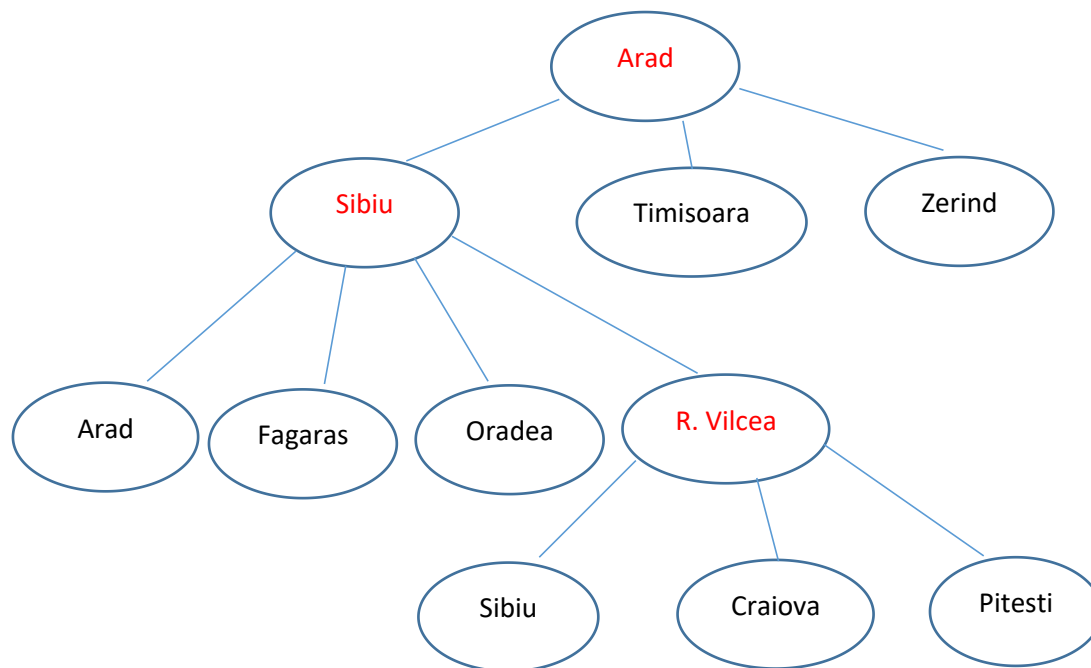 Arad
Sibiu
Timisoara
Zerind
Arad
Fagaras
Oradea
R. Vilcea
Sibiu
Craiova
Pitesti